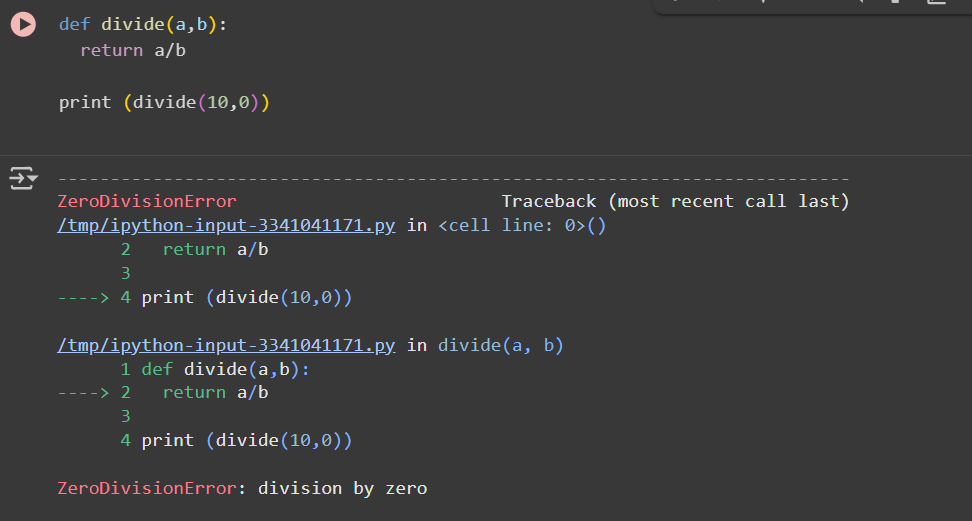 def divide(a,b):
  return a/b
print (divide(10,0))
---------------------------------------------------------------------------
ZeroDivisionError                         Traceback (most recent call last)
/tmp/ipython-input-3341041171.py in <cell line: 0>()
      2   return a/b
      3
----> 4 print (divide(10,0))
/tmp/ipython-input-3341041171.py in divide(a, b)
      1 def divide(a,b):
----> 2   return a/b
      3
      4 print (divide(10,0))
ZeroDivisionError: division by zero